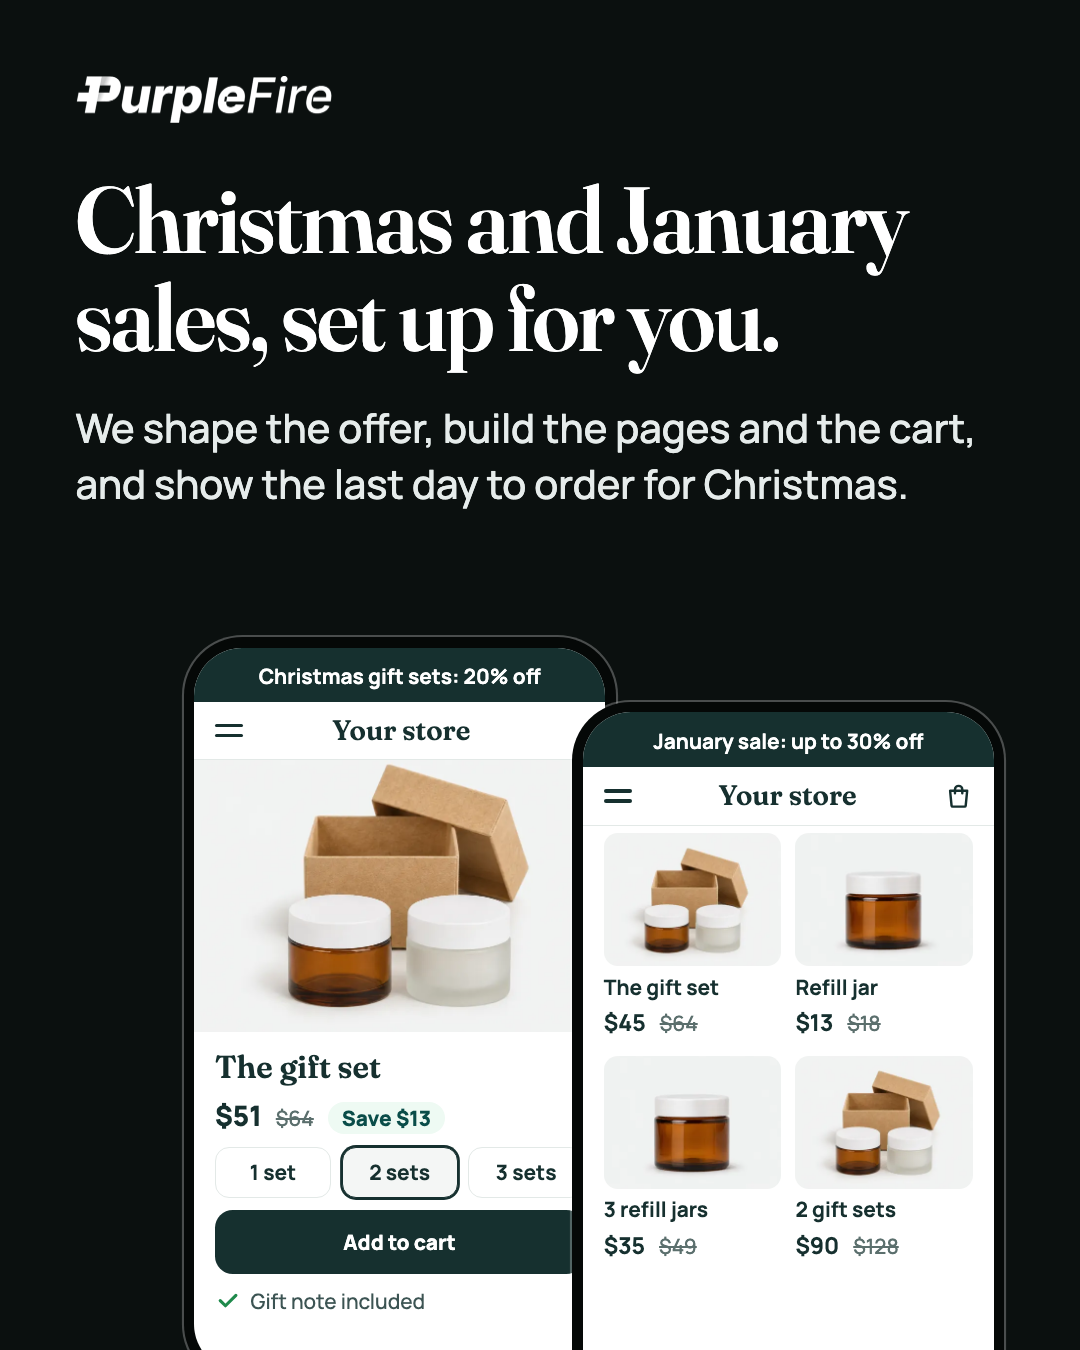 PurpleFire
Christmas and January
sales, set up for you.
We shape the offer, build the pages and the cart,
and show the last day to order for Christmas.
Christmas gift sets: 20% off
Your store
The gift set
$51 $64 Save $13
1 set 2 sets 3 sets
Add to cart
Gift note included
January sale: up to 30% off
Your store
The gift set
$45 $64
Refill jar
$13 $18
3 refill jars
$35 $49
2 gift sets
$90 $128